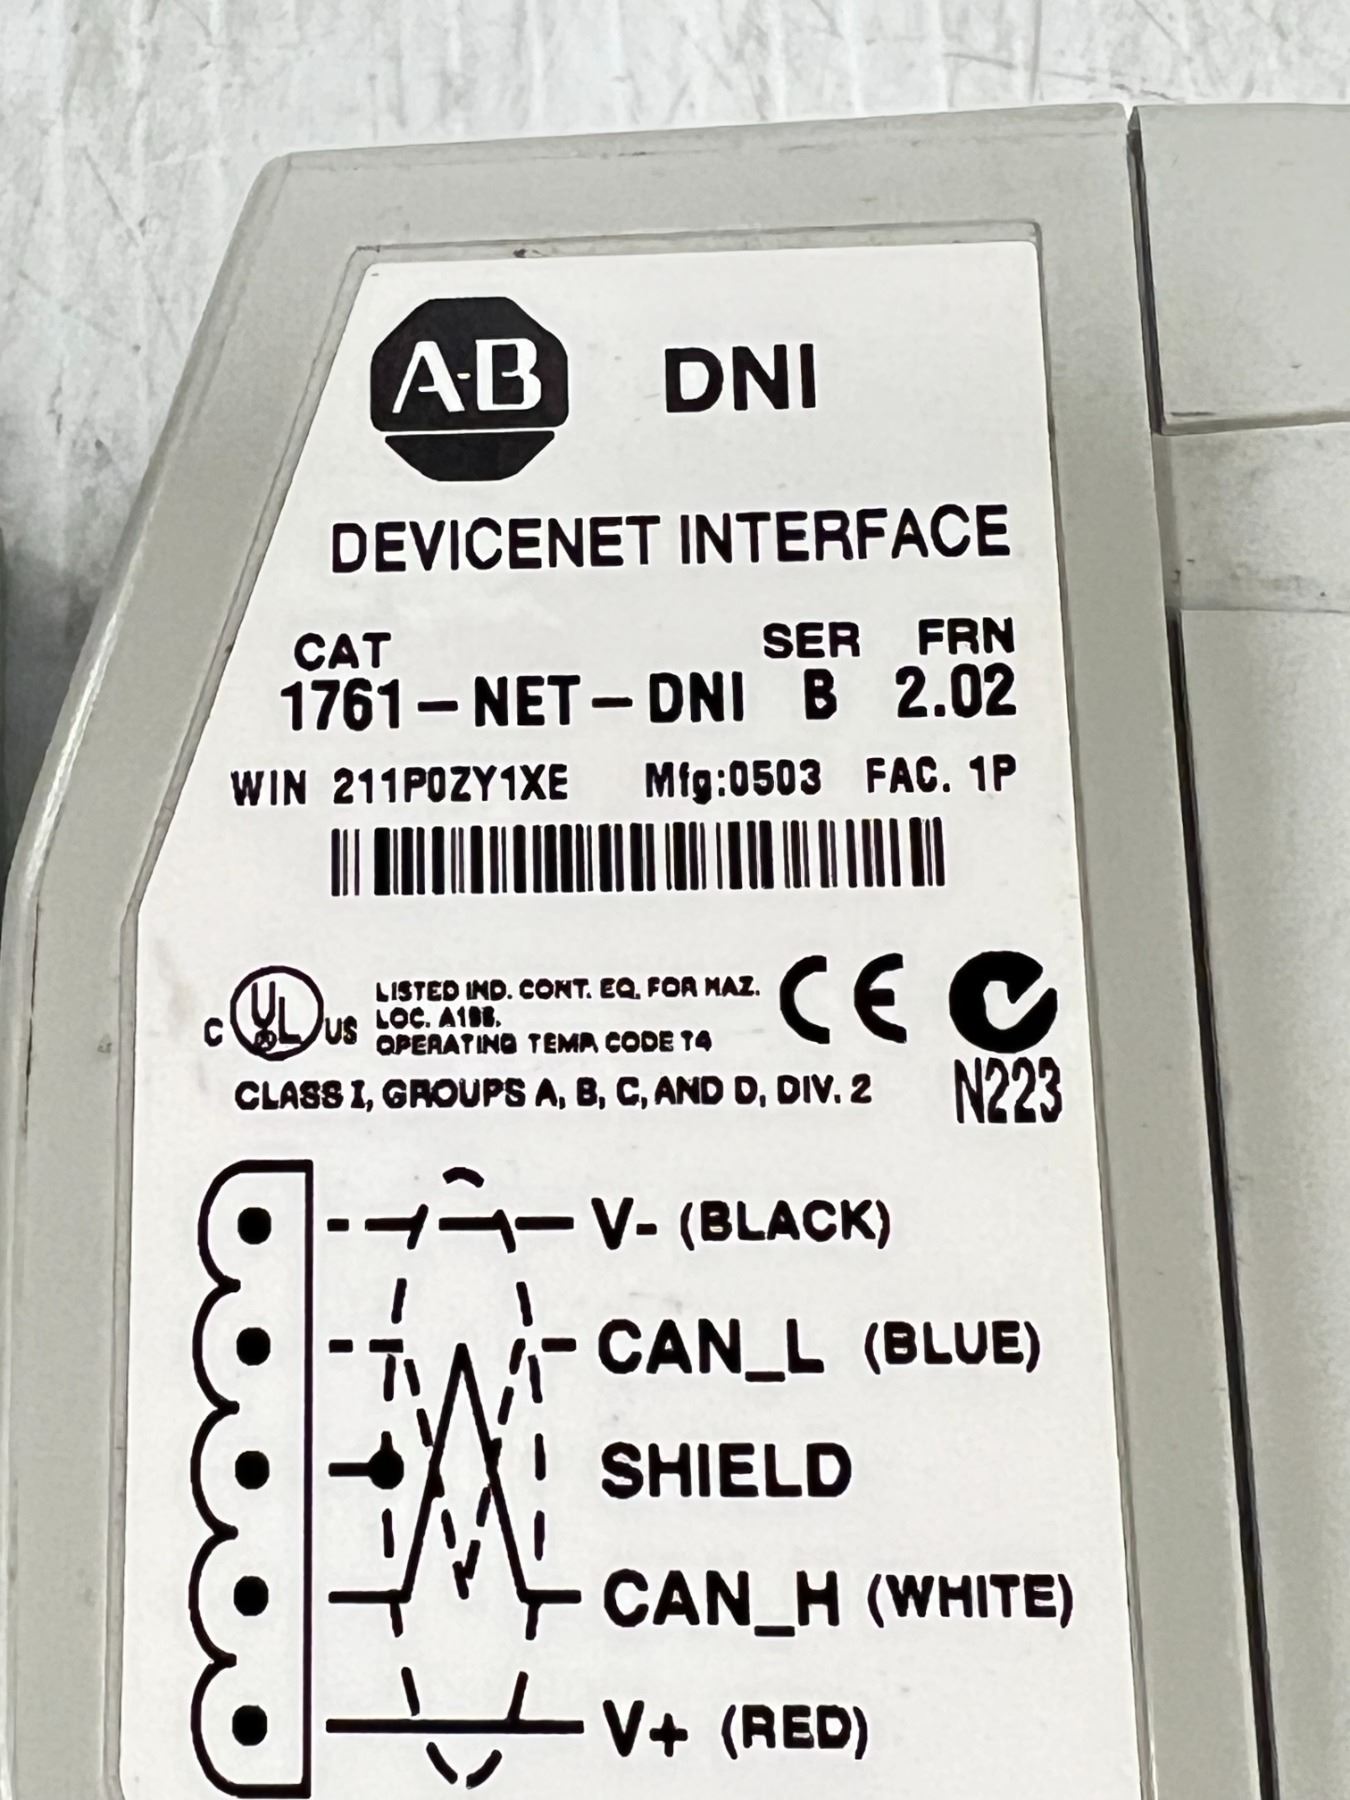 A-B DNI
DEVICENET INTERFACE
CAT SER FRN
1761-NET-DNI B 2.02
WIN 211P0ZY1XE Mfg:0503 FAC. 1P
C UL US LISTED IND. CONT. EQ. FOR HAZ.
LOC. A196.
OPERATING TEMP. CODE T4
CE
N223
CLASS I, GROUPS A, B, C, AND D, DIV. 2
V- (BLACK)
CAN_L (BLUE)
SHIELD
CAN_H (WHITE)
V+ (RED)